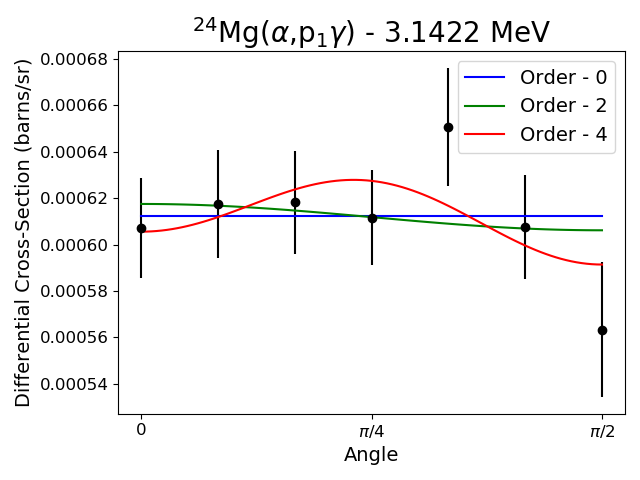 ²⁴Mg(α,p₁γ) - 3.1422 MeV
Order - 0
Order - 2
Order - 4
Differential Cross-Section (barns/sr)
0.00068
0.00066
0.00064
0.00062
0.00060
0.00058
0.00056
0.00054
0
π/4
π/2
Angle